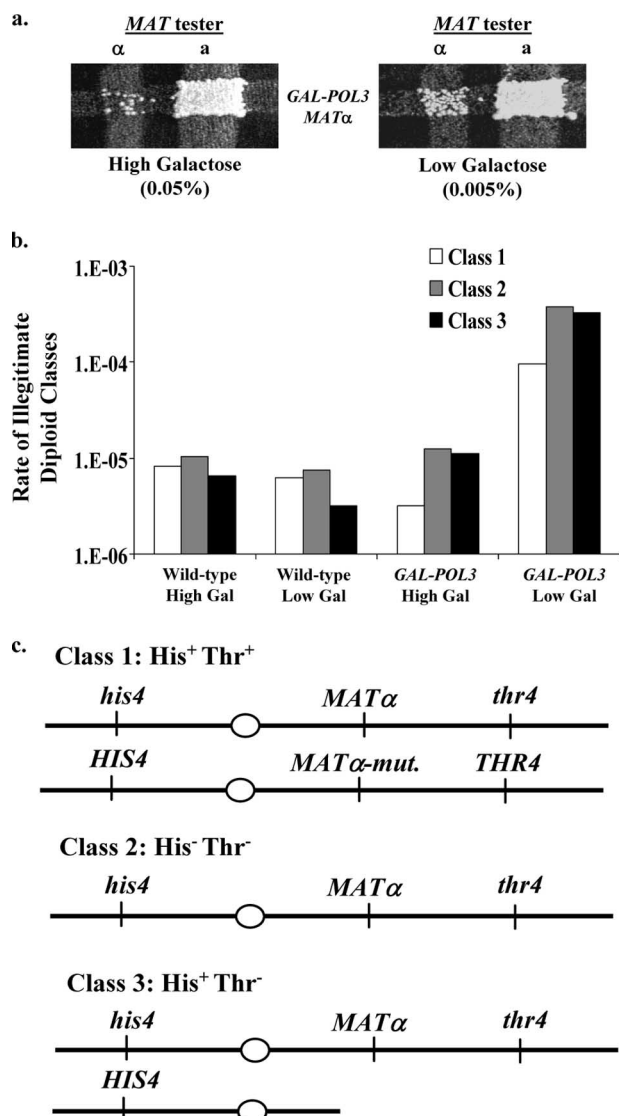 a.
MAT tester
α a
MAT tester
α a
GAL-POL3
MATα
High Galactose
(0.05%)
Low Galactose
(0.005%)
b.
Rate of Illegitimate
Diploid Classes
1.E-03
1.E-04
1.E-05
1.E-06
Class 1
Class 2
Class 3
Wild-type
High Gal
Wild-type
Low Gal
GAL-POL3
High Gal
GAL-POL3
Low Gal
c.
Class 1: His⁺ Thr⁺
his4 MATα thr4
HIS4 MATα-mut. THR4
Class 2: His⁻ Thr⁻
his4 MATα thr4
Class 3: His⁺ Thr⁻
his4 MATα thr4
HIS4